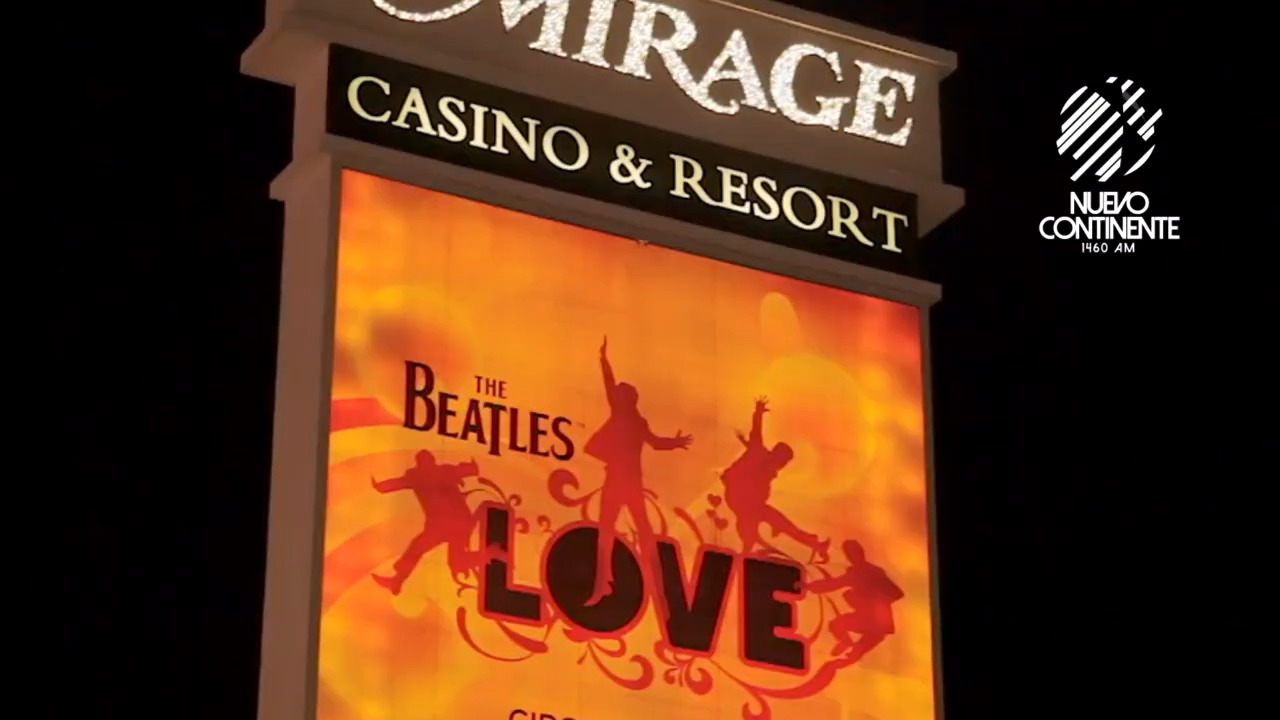 MIRAGE
CASINO & RESORT
THE
BEATLES
LOVE
NUEVO
CONTINENTE
1460 AM